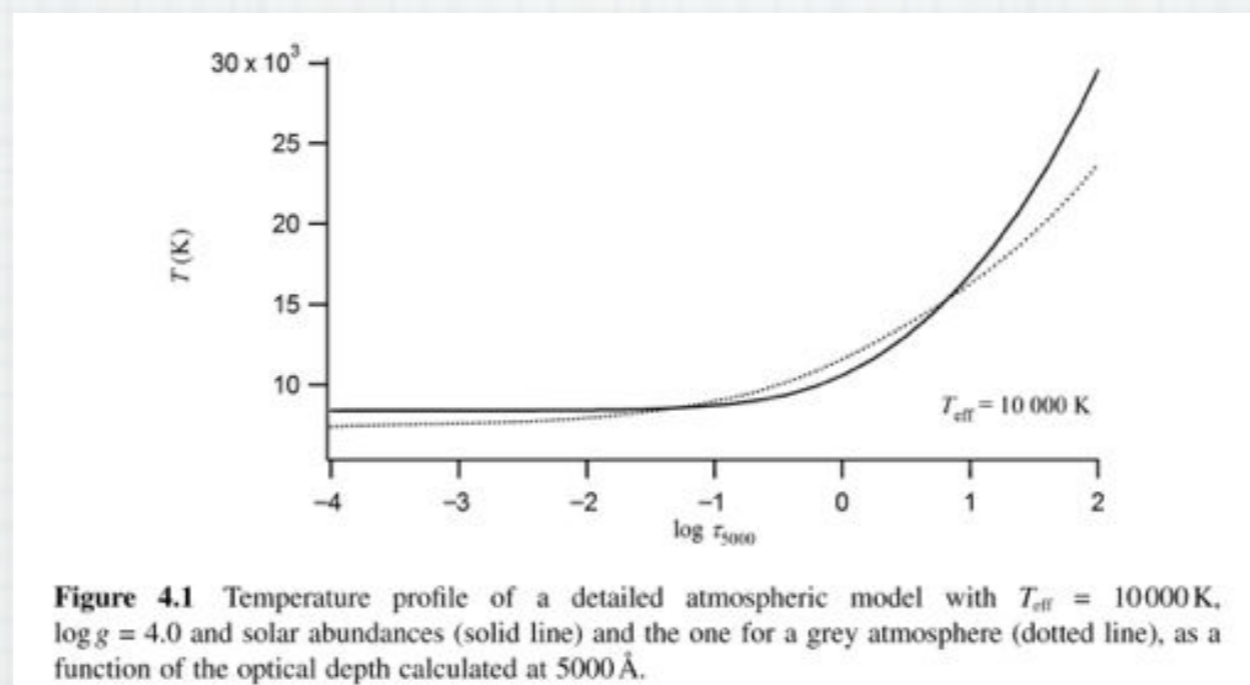 30 x 10³
25
20
15
10
T (K)
T_eff = 10 000 K
–4 –3 –2 –1 0 1 2
log τ₅₀₀₀
Figure 4.1 Temperature profile of a detailed atmospheric model with T_eff = 10 000 K,
log g = 4.0 and solar abundances (solid line) and the one for a grey atmosphere (dotted line), as a
function of the optical depth calculated at 5000 Å.